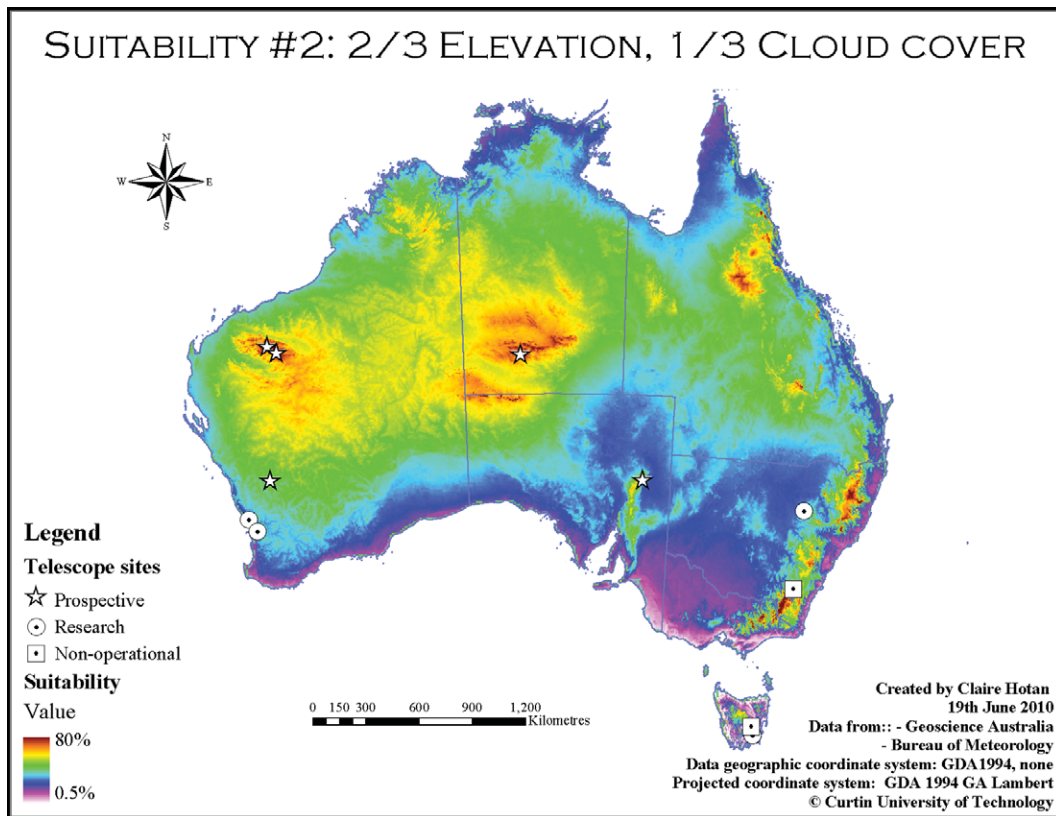 SUITABILITY #2: 2/3 ELEVATION, 1/3 CLOUD COVER
N
W
E
S
Legend
Telescope sites
Prospective
Research
Non-operational
Suitability
Value
80%
0.5%
0 150 300 600 900 1,200
Kilometres
Created by Claire Hotan
19th June 2010
Data from:: - Geoscience Australia
- Bureau of Meteorology
Data geographic coordinate system: GDA1994, none
Projected coordinate system: GDA 1994 GA Lambert
© Curtin University of Technology